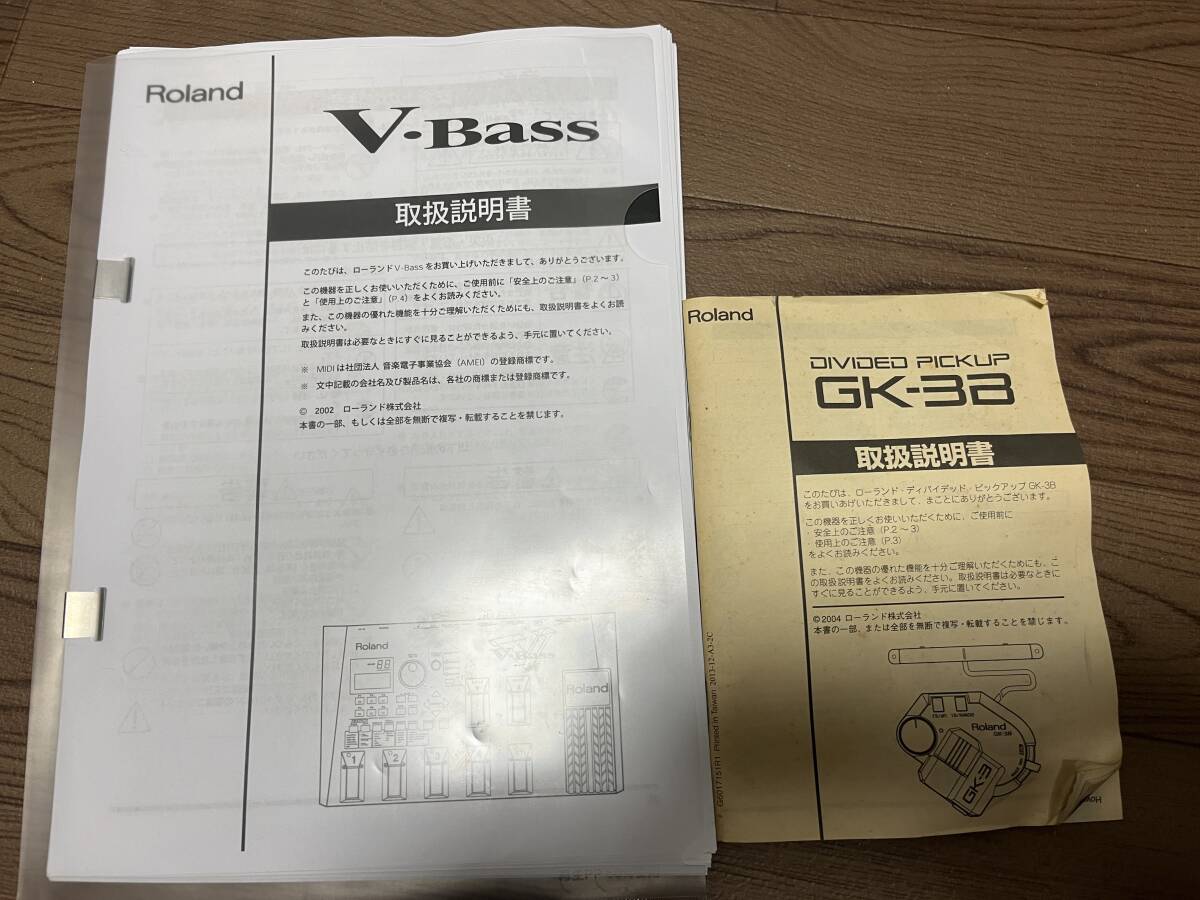 Roland
V-Bass
取扱説明書
このたびは、ローランド V-Bass をお買い上げいただきまして、ありがとうございます。
この機器を正しくお使いいただくために、ご使用前に「安全上のご注意」(P.2～3)
と「使用上のご注意」(P.4) をよくお読みください。
また、この機器の優れた機能を十分ご理解いただくためにも、取扱説明書をよくお読
みください。
取扱説明書は必要なときにすぐに見ることができるよう、手元に置いてください。
※ MIDI は社団法人 音楽電子事業協会 (AMEI) の登録商標です。
※ 文中記載の会社名及び製品名は、各社の商標または登録商標です。
© 2002 ローランド株式会社
本書の一部、もしくは全部を無断で複写・転載することを禁じます。
Roland
V-Bass
Roland
1
2
3
Roland
DIVIDED PICKUP
GK-3B
取扱説明書
このたびは、ローランド・ディバイデッド・ピックアップ GK-3B
をお買いあげいただきまして、まことにありがとうございます。
この機器を正しくお使いいただくために、ご使用前に
・安全上のご注意 (P.2～3)
・使用上のご注意 (P.3)
をよくお読みください。
また、この機器の優れた機能を十分ご理解いただくためにも、こ
の取扱説明書をよくお読みください。取扱説明書は必要なときに
すぐに見ることができるよう、手元に置いてください。
©2004 ローランド株式会社
本書の一部、または全部を無断で複写・転載することを禁じます。
Roland
GK-3B
GK-3
G6017151R1 Printed in Taiwan 2013-12-A3-2C